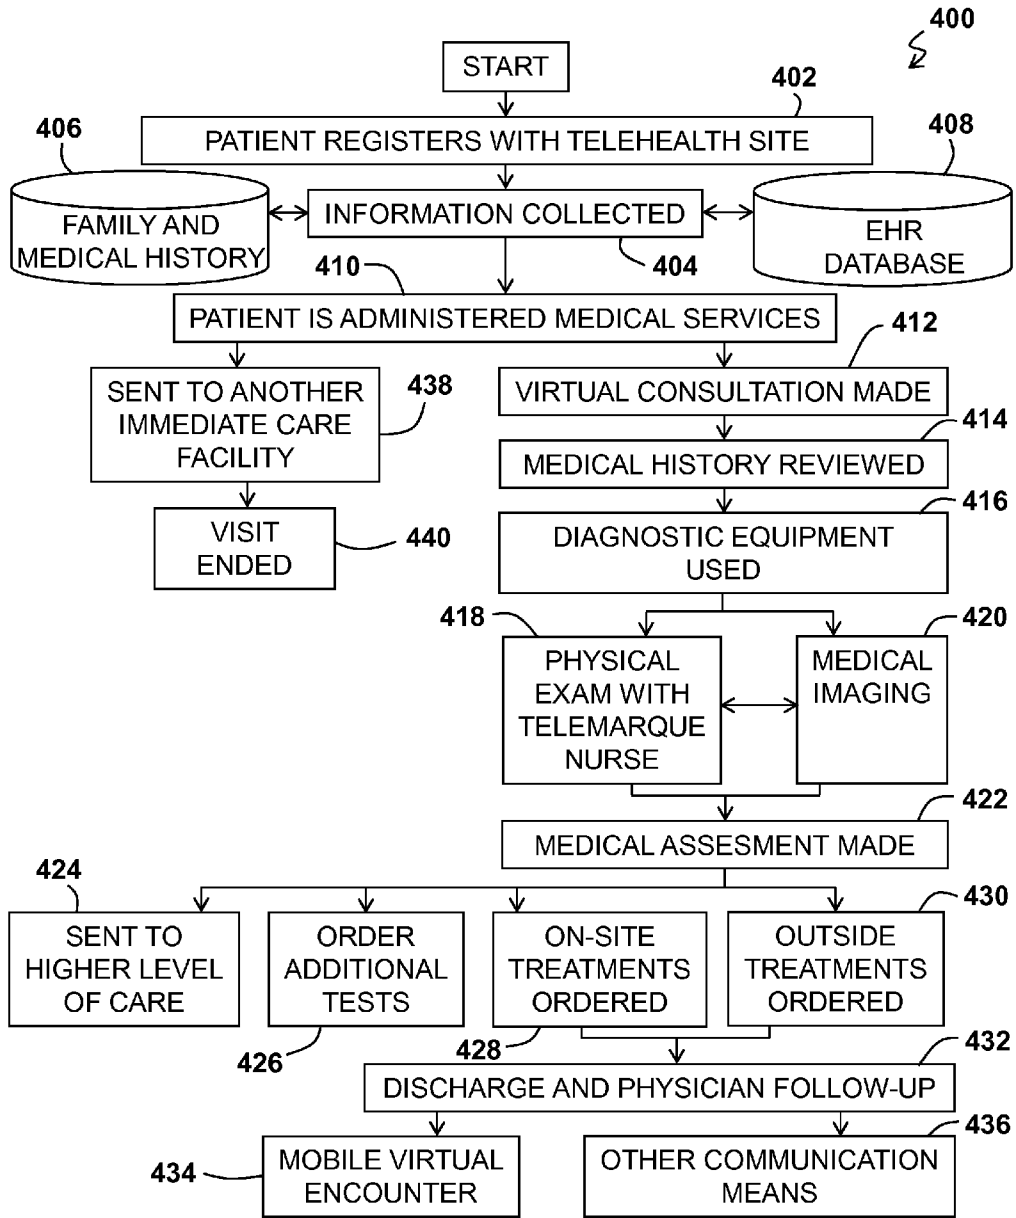 400
START
402
PATIENT REGISTERS WITH TELEHEALTH SITE
406
408
FAMILY AND
MEDICAL HISTORY
INFORMATION COLLECTED
EHR
DATABASE
404
410
PATIENT IS ADMINISTERED MEDICAL SERVICES
412
SENT TO ANOTHER
IMMEDIATE CARE
FACILITY
438
VIRTUAL CONSULTATION MADE
414
MEDICAL HISTORY REVIEWED
416
VISIT
ENDED
440
DIAGNOSTIC EQUIPMENT
USED
418
420
PHYSICAL
EXAM WITH
TELEMARQUE
NURSE
MEDICAL
IMAGING
422
MEDICAL ASSESMENT MADE
424
430
SENT TO
HIGHER LEVEL
OF CARE
ORDER
ADDITIONAL
TESTS
ON-SITE
TREATMENTS
ORDERED
OUTSIDE
TREATMENTS
ORDERED
426
428
432
DISCHARGE AND PHYSICIAN FOLLOW-UP
436
434
MOBILE VIRTUAL
ENCOUNTER
OTHER COMMUNICATION
MEANS